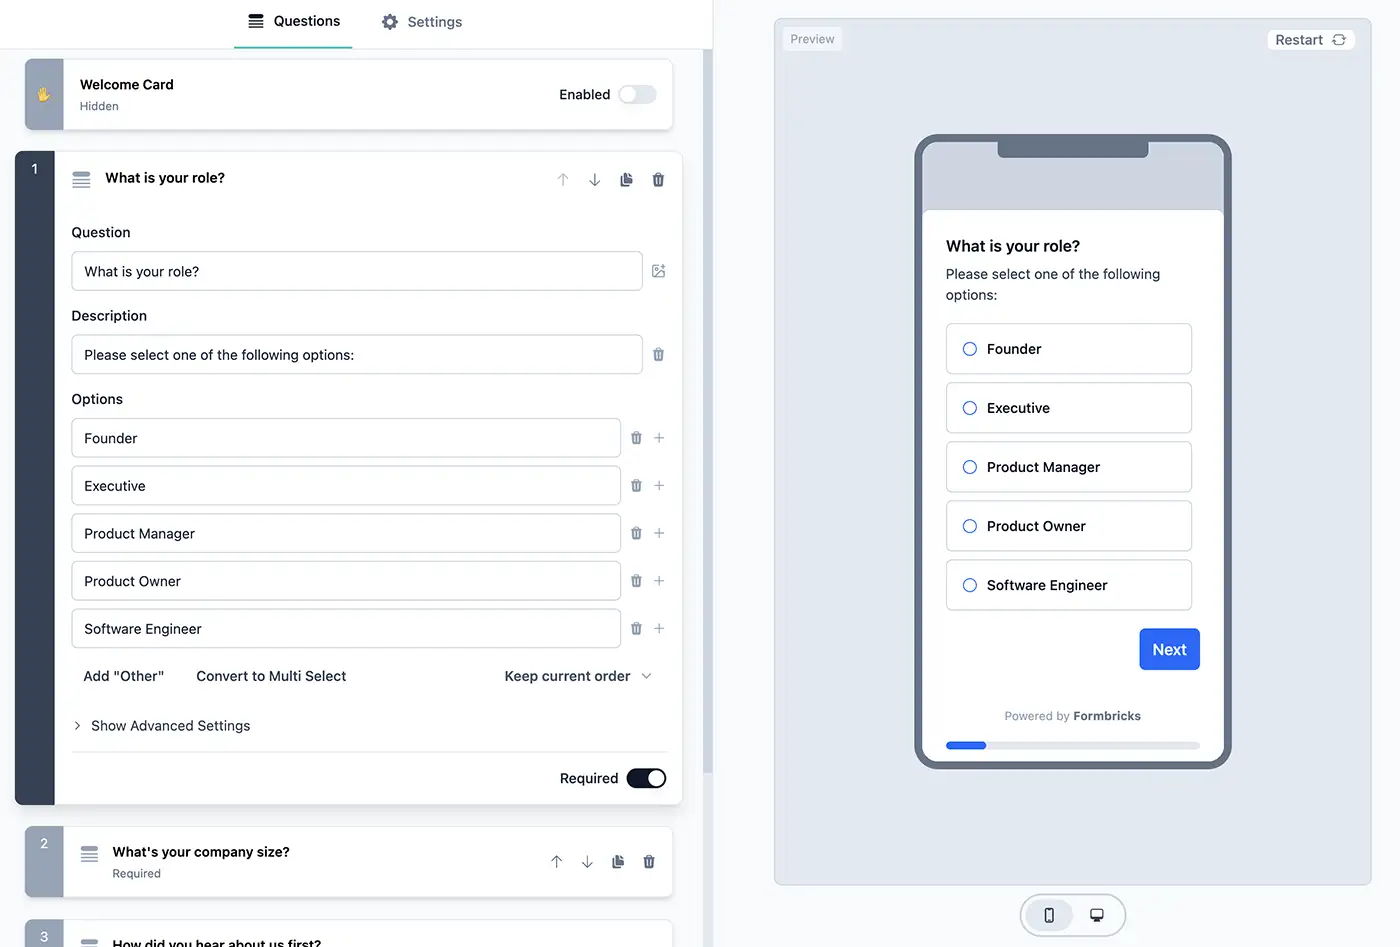 Questions
Settings
Welcome Card
Hidden
Enabled
1
What is your role?
Question
What is your role?
Description
Please select one of the following options:
Options
Founder
Executive
Product Manager
Product Owner
Software Engineer
Add "Other"
Convert to Multi Select
Keep current order
Show Advanced Settings
Required
2
What's your company size?
Required
3
How did you hear about us first?
Preview
Restart
What is your role?
Please select one of the following
options:
Founder
Executive
Product Manager
Product Owner
Software Engineer
Next
Powered by Formbricks